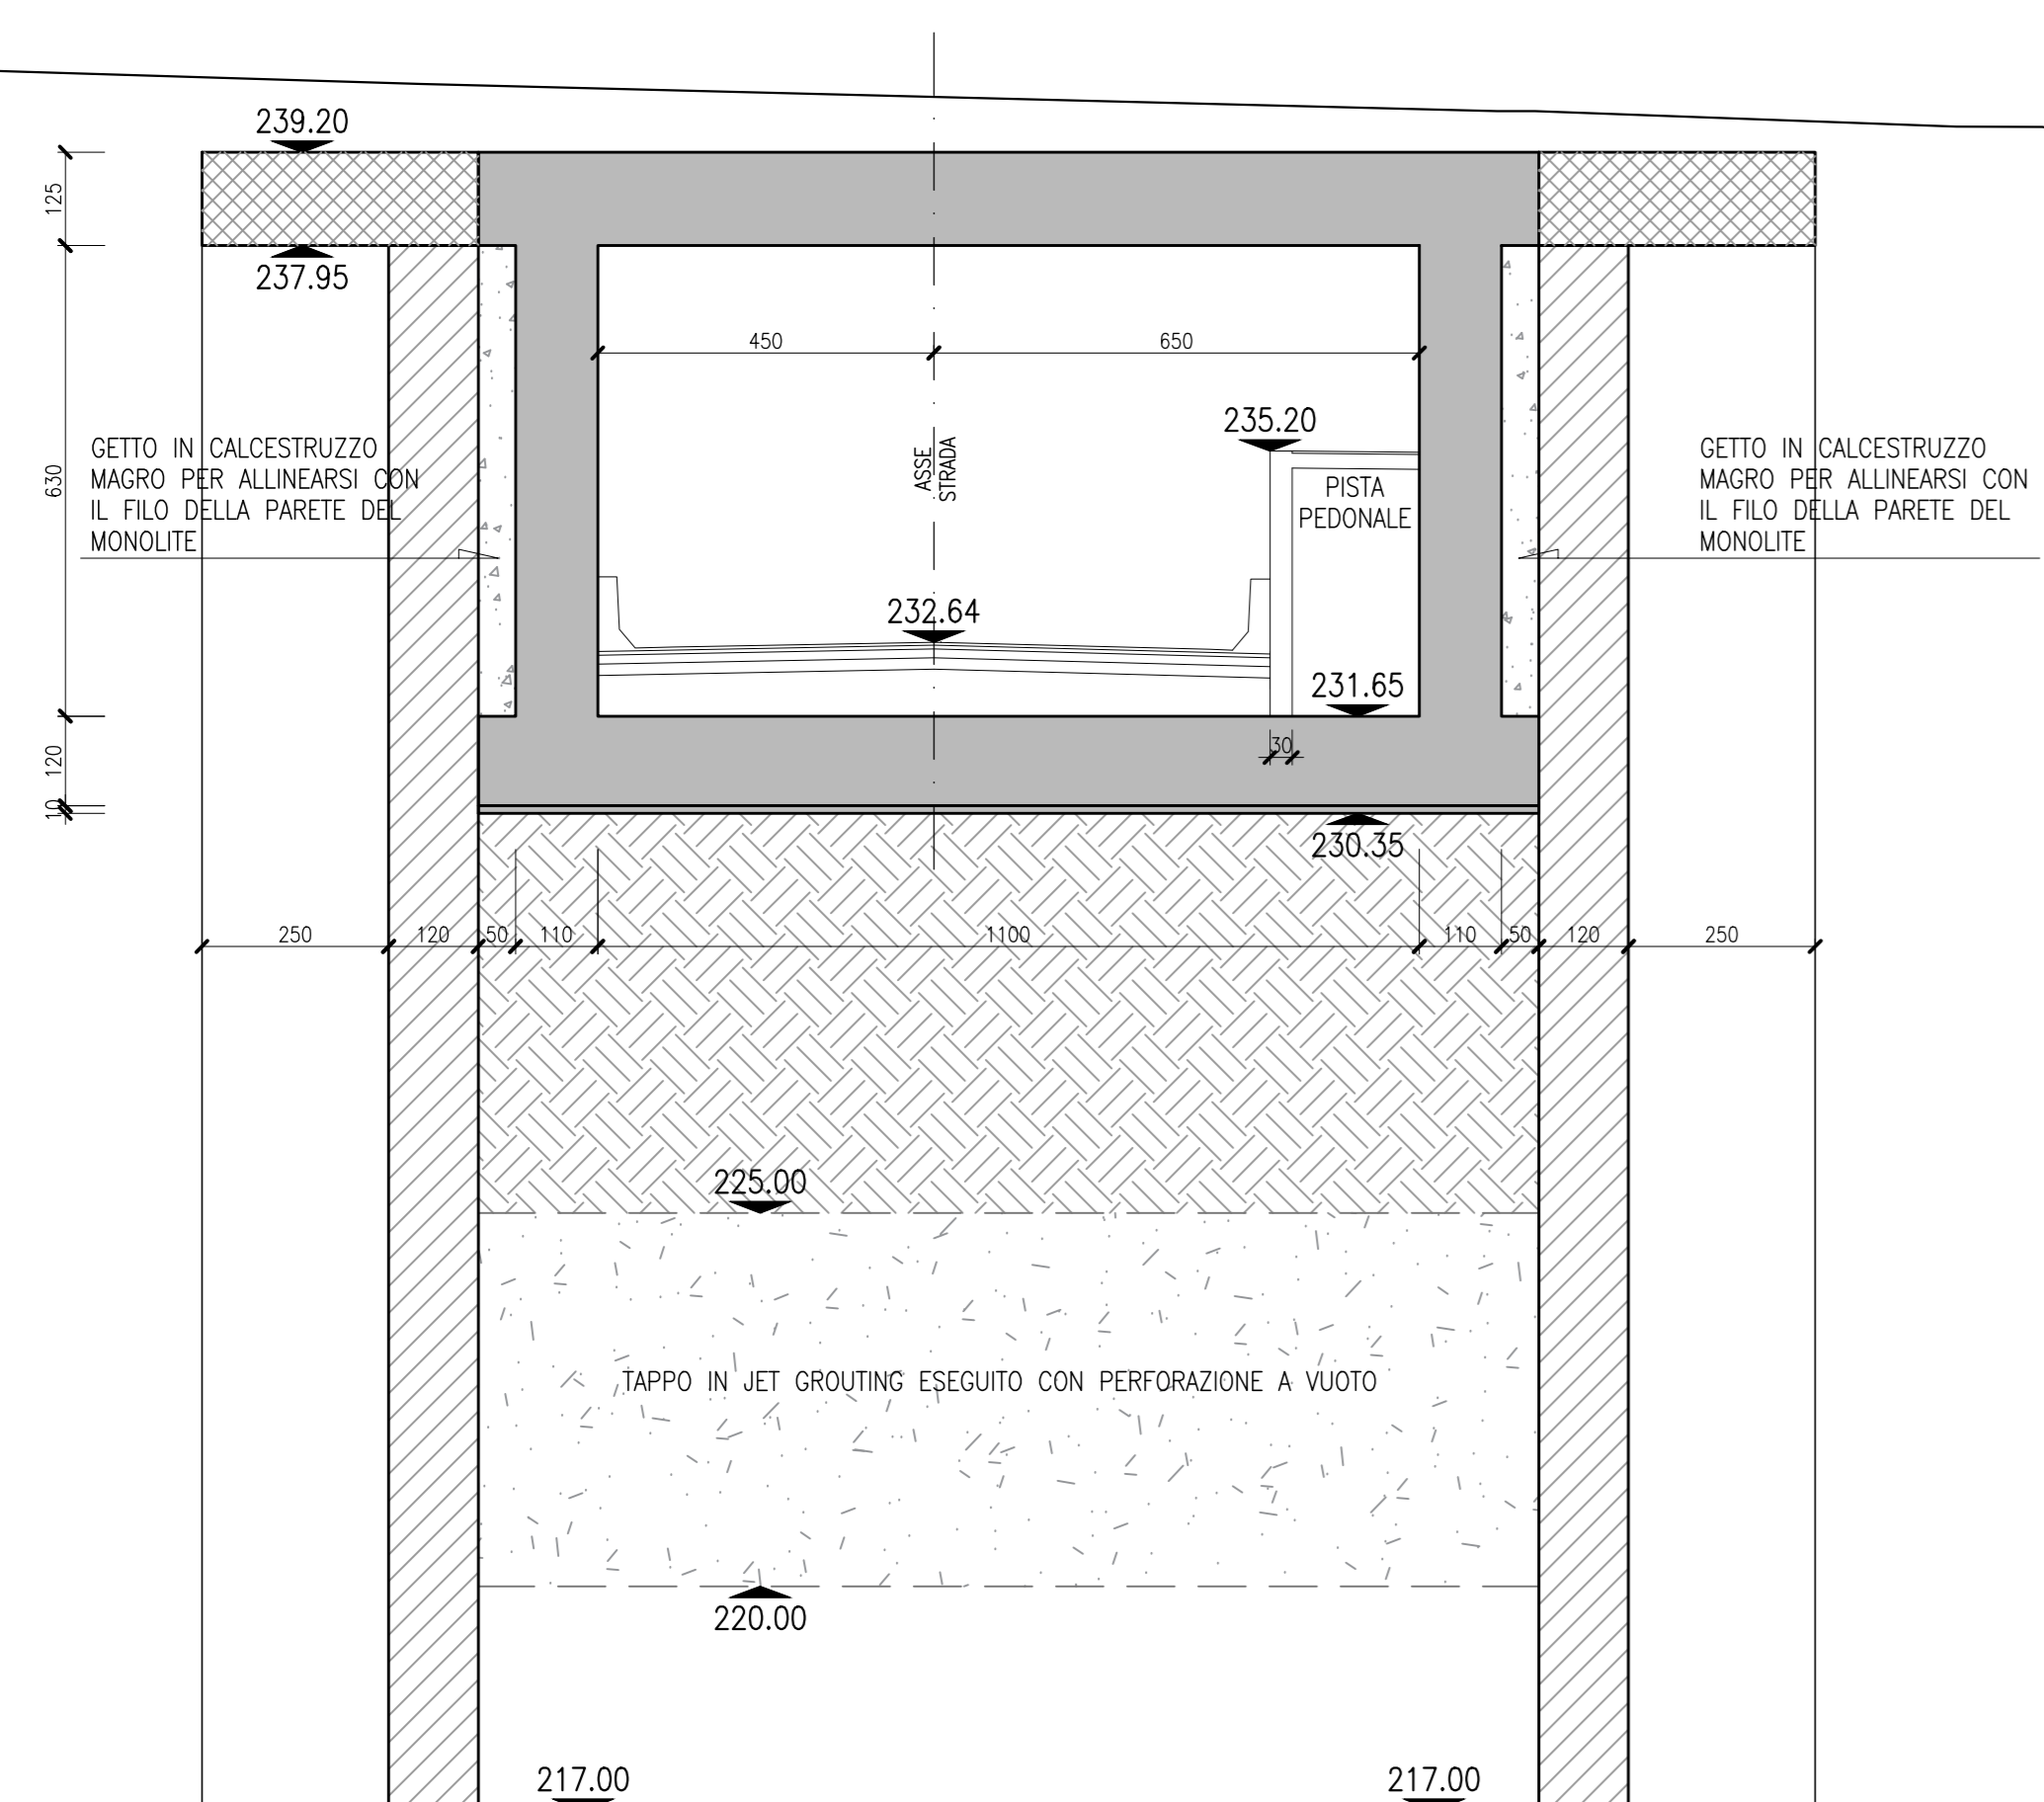 239.20
125
237.95
450
650
235.20
ASSE
STRADA
GETTO IN CALCESTRUZZO
MAGRO PER ALLINEARSI CON
IL FILO DELLA PARETE DEL
MONOLITE
GETTO IN CALCESTRUZZO
MAGRO PER ALLINEARSI CON
IL FILO DELLA PARETE DEL
MONOLITE
630
PISTA
PEDONALE
232.64
231.65
30
120
10
230.35
250
120
50
110
1100
110
50
120
250
225.00
TAPPO IN JET GROUTING ESEGUITO CON PERFORAZIONE A VUOTO
220.00
217.00
217.00